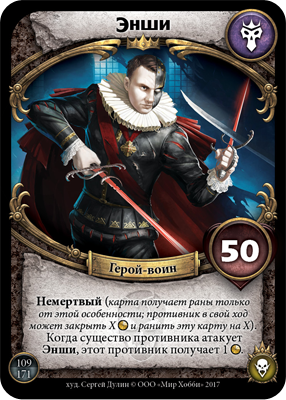 Энши
50
Герой-воин
Немертвый (карта получает раны только
от этой особенности; противник в свой ход
может закрыть X и ранить эту карту на X).
Когда существо противника атакует
Энши, этот противник получает 1 .
109
171
худ. Сергей Дулин © ООО «Мир Хобби» 2017